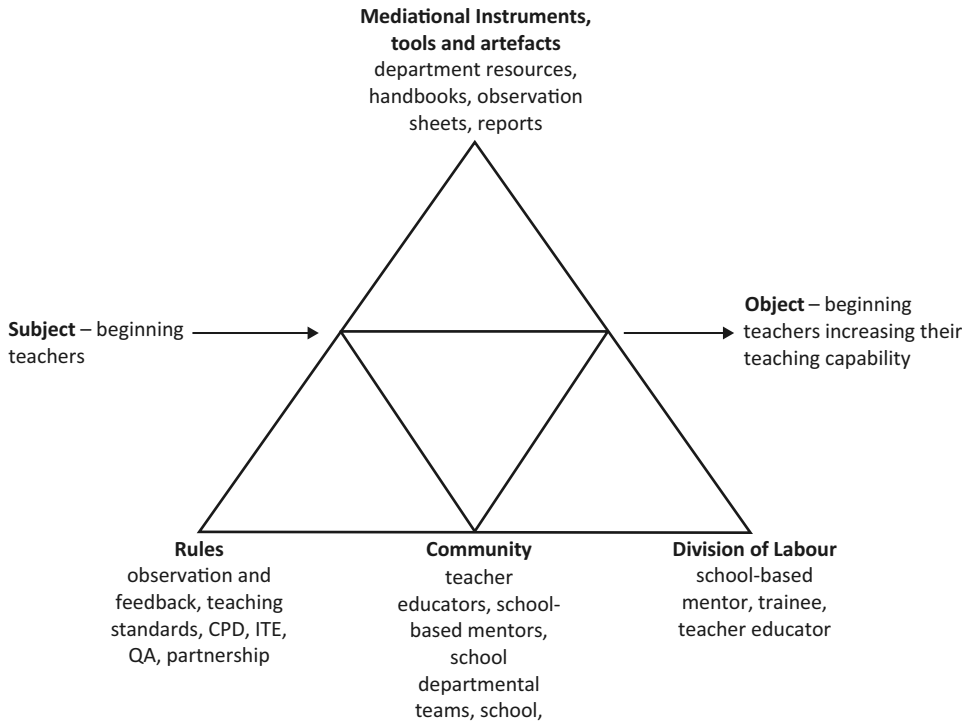 Mediational Instruments,
tools and artefacts
department resources,
handbooks, observation
sheets, reports
Subject – beginning
teachers
Object – beginning
teachers increasing their
teaching capability
Rules
observation and
feedback, teaching
standards, CPD, ITE,
QA, partnership
Community
teacher
educators, school-
based mentors,
school
departmental
teams, school,
Division of Labour
school-based
mentor, trainee,
teacher educator